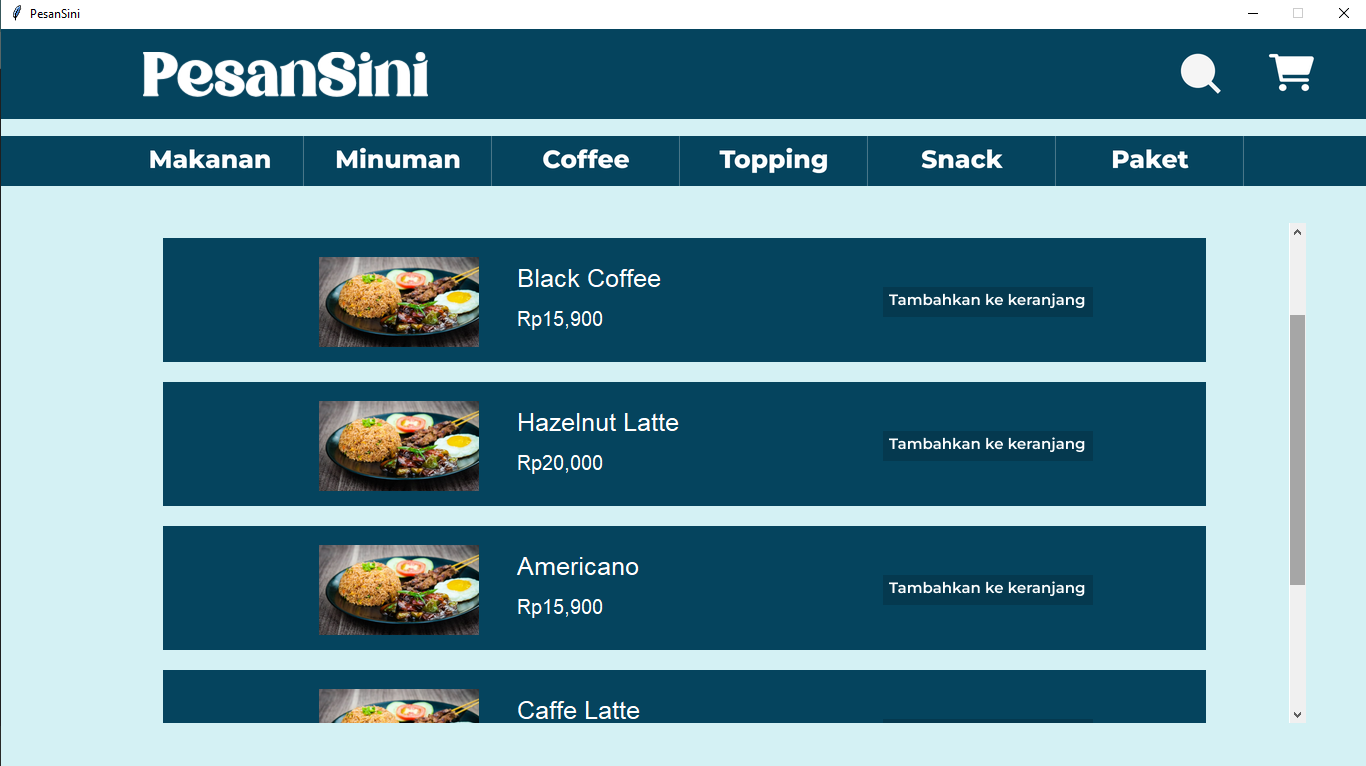 PesanSini
PesanSini
Makanan Minuman Coffee Topping Snack Paket
Black Coffee
Rp15,900
Tambahkan ke keranjang
Hazelnut Latte
Rp20,000
Tambahkan ke keranjang
Americano
Rp15,900
Tambahkan ke keranjang
Caffe Latte